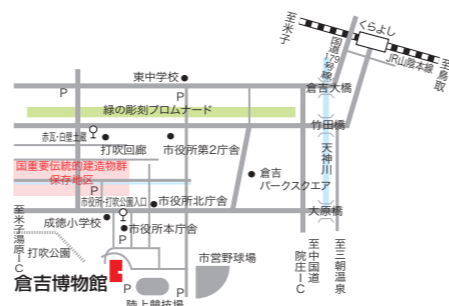 至米子
くらよし
JR山陰本線
至鳥取
国道179号線
東中学校
P
P
倉吉大橋
緑の彫刻プロムナード
竹田橋
赤瓦・白壁土蔵
打吹回廊
市役所第2庁舎
天神川
国重要伝統的建造物群
保存地区
P
倉吉
パークスクエア
市役所・打吹公園入口
市役所北庁舎
大原橋
至米子湯原IC
成徳小学校
市役所本庁舎
P
打吹公園
至中国道院庄IC
至三朝温泉
倉吉博物館
P
P
市営野球場
陸上競技場